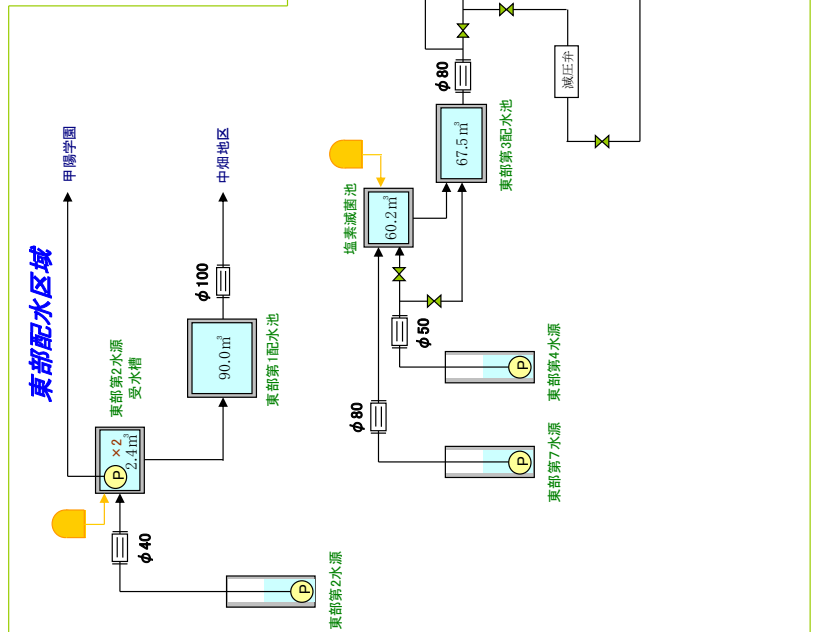 東部配水区域
甲陽学園
中畑地区
φ100
90.0㎥
東部第1配水池
東部第2水源
受水槽
×2
2.4㎥
P
φ40
P
東部第2水源
減圧弁
φ80
67.5㎥
東部第3配水池
塩素滅菌池
60.2㎥
φ50
P
東部第4水源
φ80
P
東部第7水源